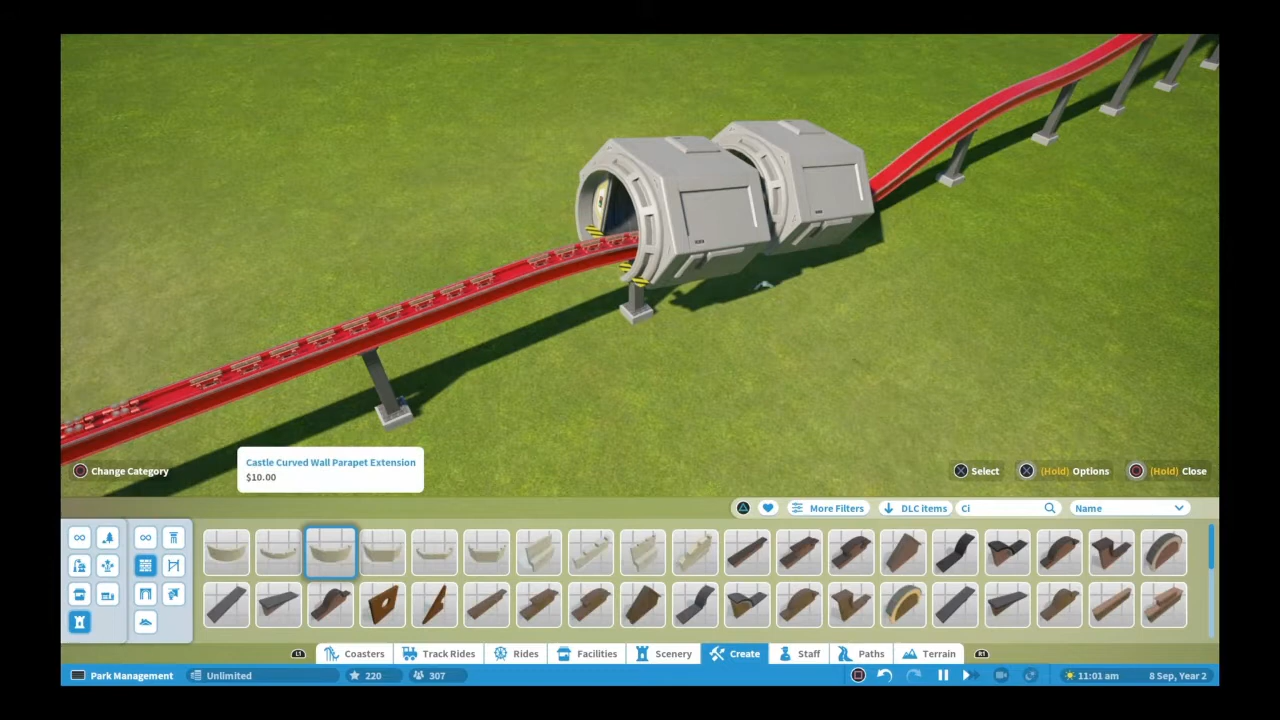 Castle Curved Wall Parapet Extension
$10.00
Change Category
Select
(Hold) Options
(Hold) Close
More Filters
DLC items
Ci
Name
L1
Coasters
Track Rides
Rides
Facilities
Scenery
Create
Staff
Paths
Terrain
R1
Park Management
Unlimited
220
307
11:01 am
8 Sep, Year 2